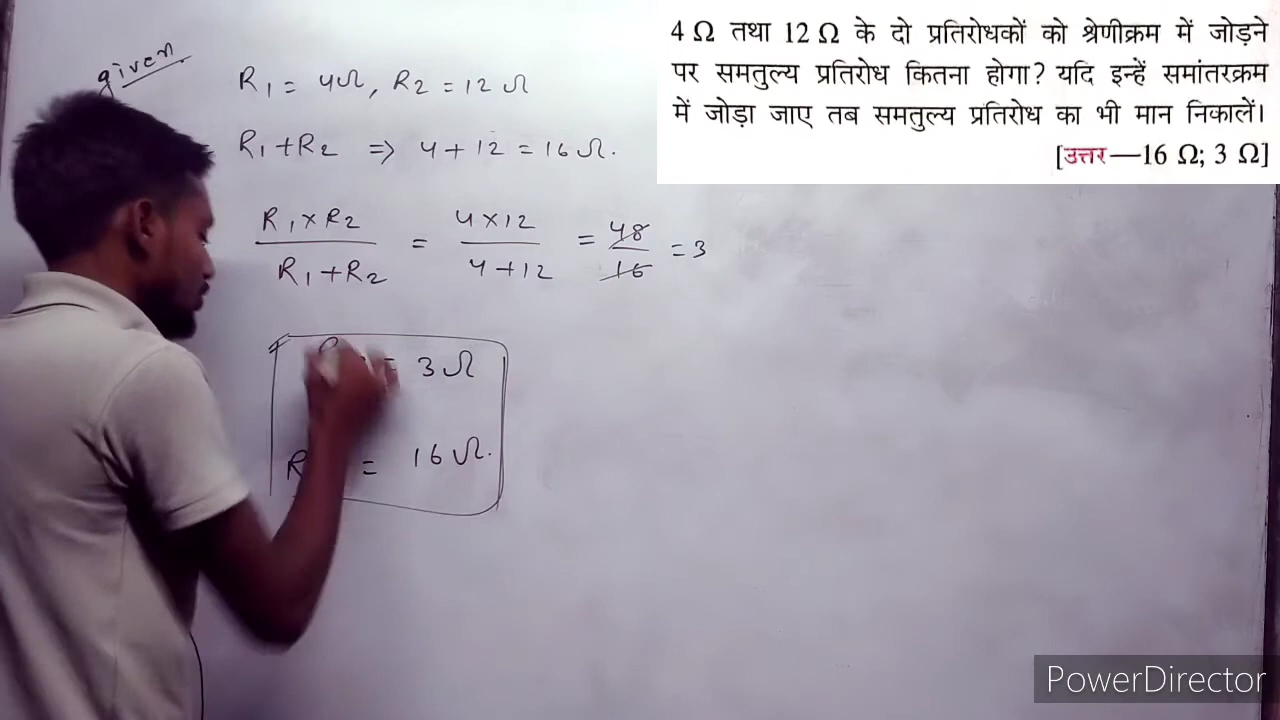 4 Ω तथा 12 Ω के दो प्रतिरोधकों को श्रेणीक्रम में जोड़ने
पर समतुल्य प्रतिरोध कितना होगा? यदि इन्हें समांतरक्रम
में जोड़ा जाए तब समतुल्य प्रतिरोध का भी मान निकालें।
[उत्तर—16 Ω; 3 Ω]
given
R1 = 4Ω, R2 = 12 Ω
R1+R2 ⇒ 4+12 = 16Ω.
R1×R2 / R1+R2 = 4×12 / 4+12 = 48/16 = 3
= 3Ω
R = 16Ω.
PowerDirector